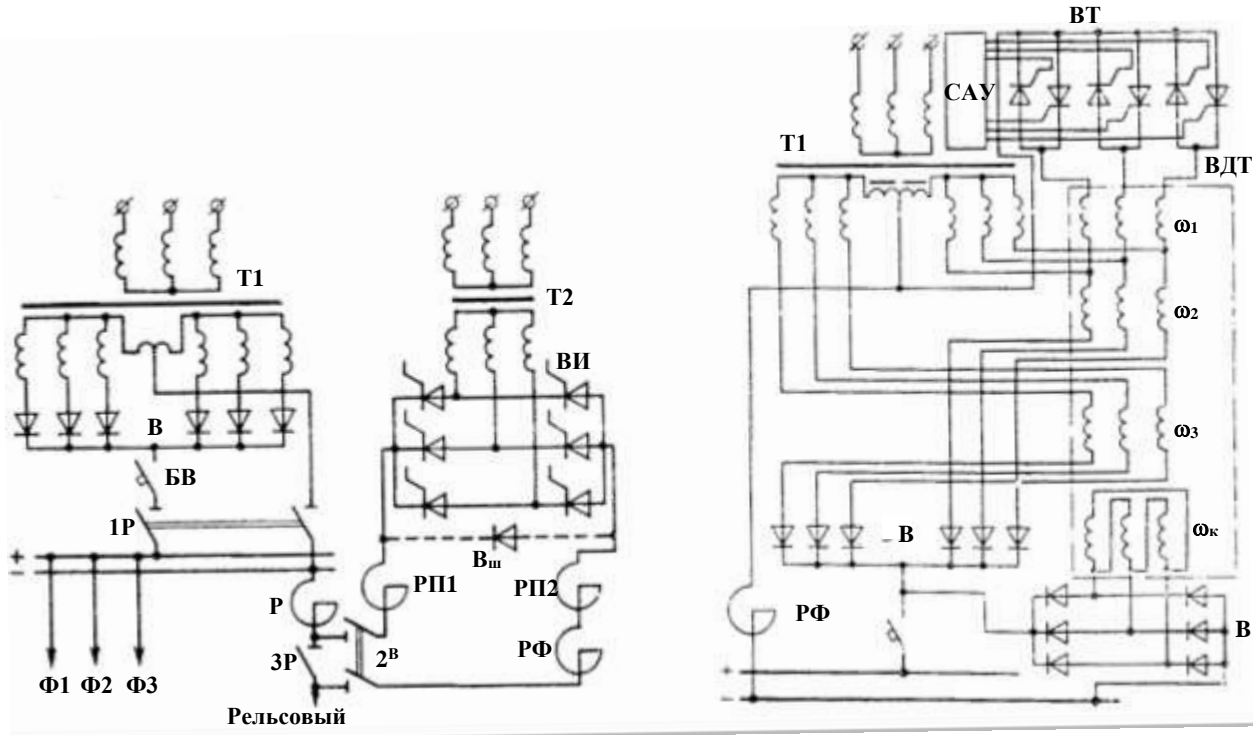 Т1
В
БВ
1Р
+
−
Ф1 Ф2 Ф3
Р
3Р
Рельсовый
2В
Т2
ВИ
Вш
РП1
РП2
РФ
Т1
САУ
ВТ
ВДТ
ω1
ω2
ω3
ωк
В
РФ
В
+
−